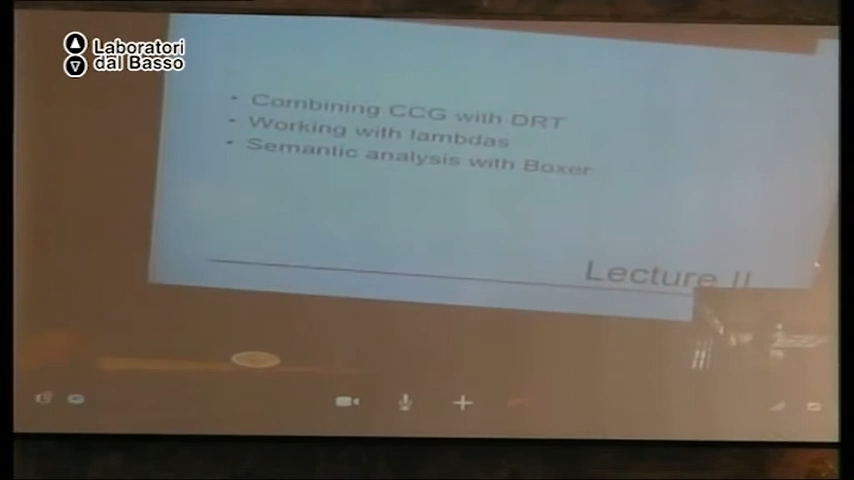 Laboratori
dal Basso
• Combining CCG with DRT
• Working with lambdas
• Semantic analysis with Boxer
Lecture II